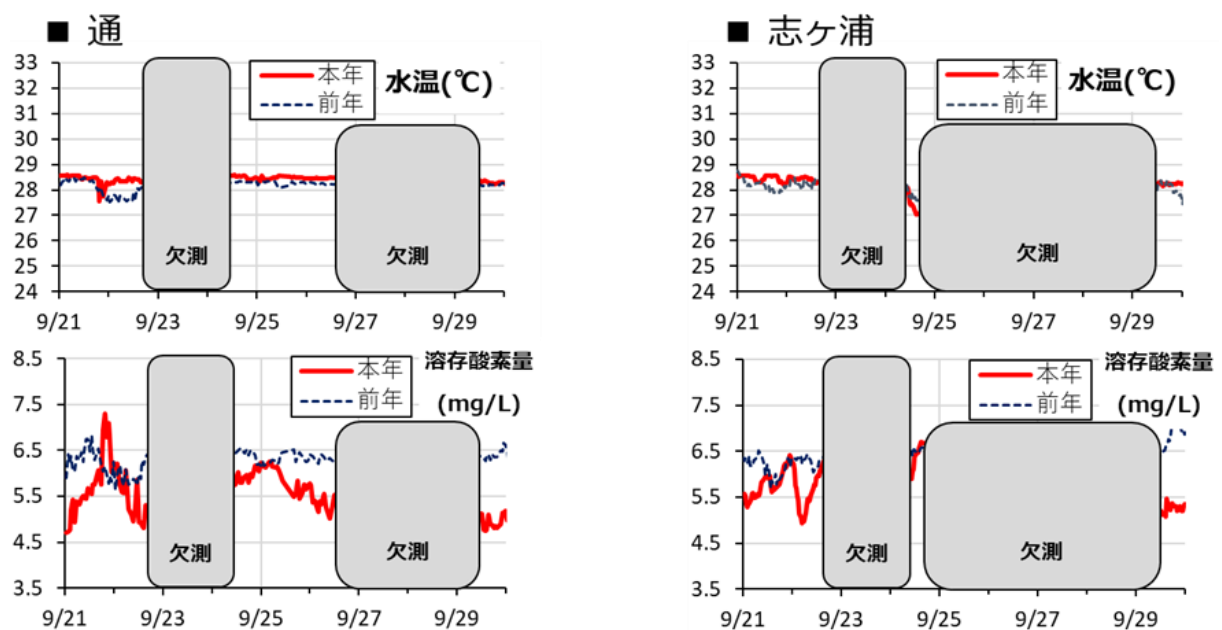 ■ 通
33
32
31
30
29
28
27
26
25
24
本年
前年
水温(℃)
欠測
欠測
9/21
9/23
9/25
9/27
9/29
8.5
7.5
6.5
5.5
4.5
3.5
本年
前年
溶存酸素量
(mg/L)
欠測
欠測
9/21
9/23
9/25
9/27
9/29
■ 志ヶ浦
33
32
31
30
29
28
27
26
25
24
本年
前年
水温(℃)
欠測
欠測
9/21
9/23
9/25
9/27
9/29
8.5
7.5
6.5
5.5
4.5
3.5
本年
前年
溶存酸素量
(mg/L)
欠測
欠測
9/21
9/23
9/25
9/27
9/29